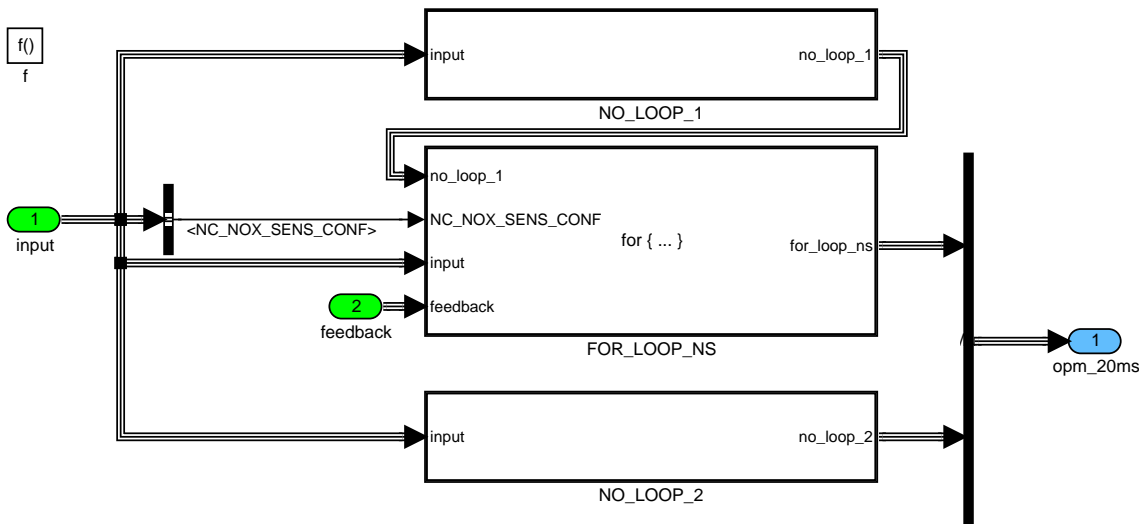 f()
f
input
no_loop_1
NO_LOOP_1
no_loop_1
1
input
<NC_NOX_SENS_CONF>
NC_NOX_SENS_CONF
for { ... }
for_loop_ns
input
2
feedback
feedback
FOR_LOOP_NS
1
opm_20ms
input
no_loop_2
NO_LOOP_2